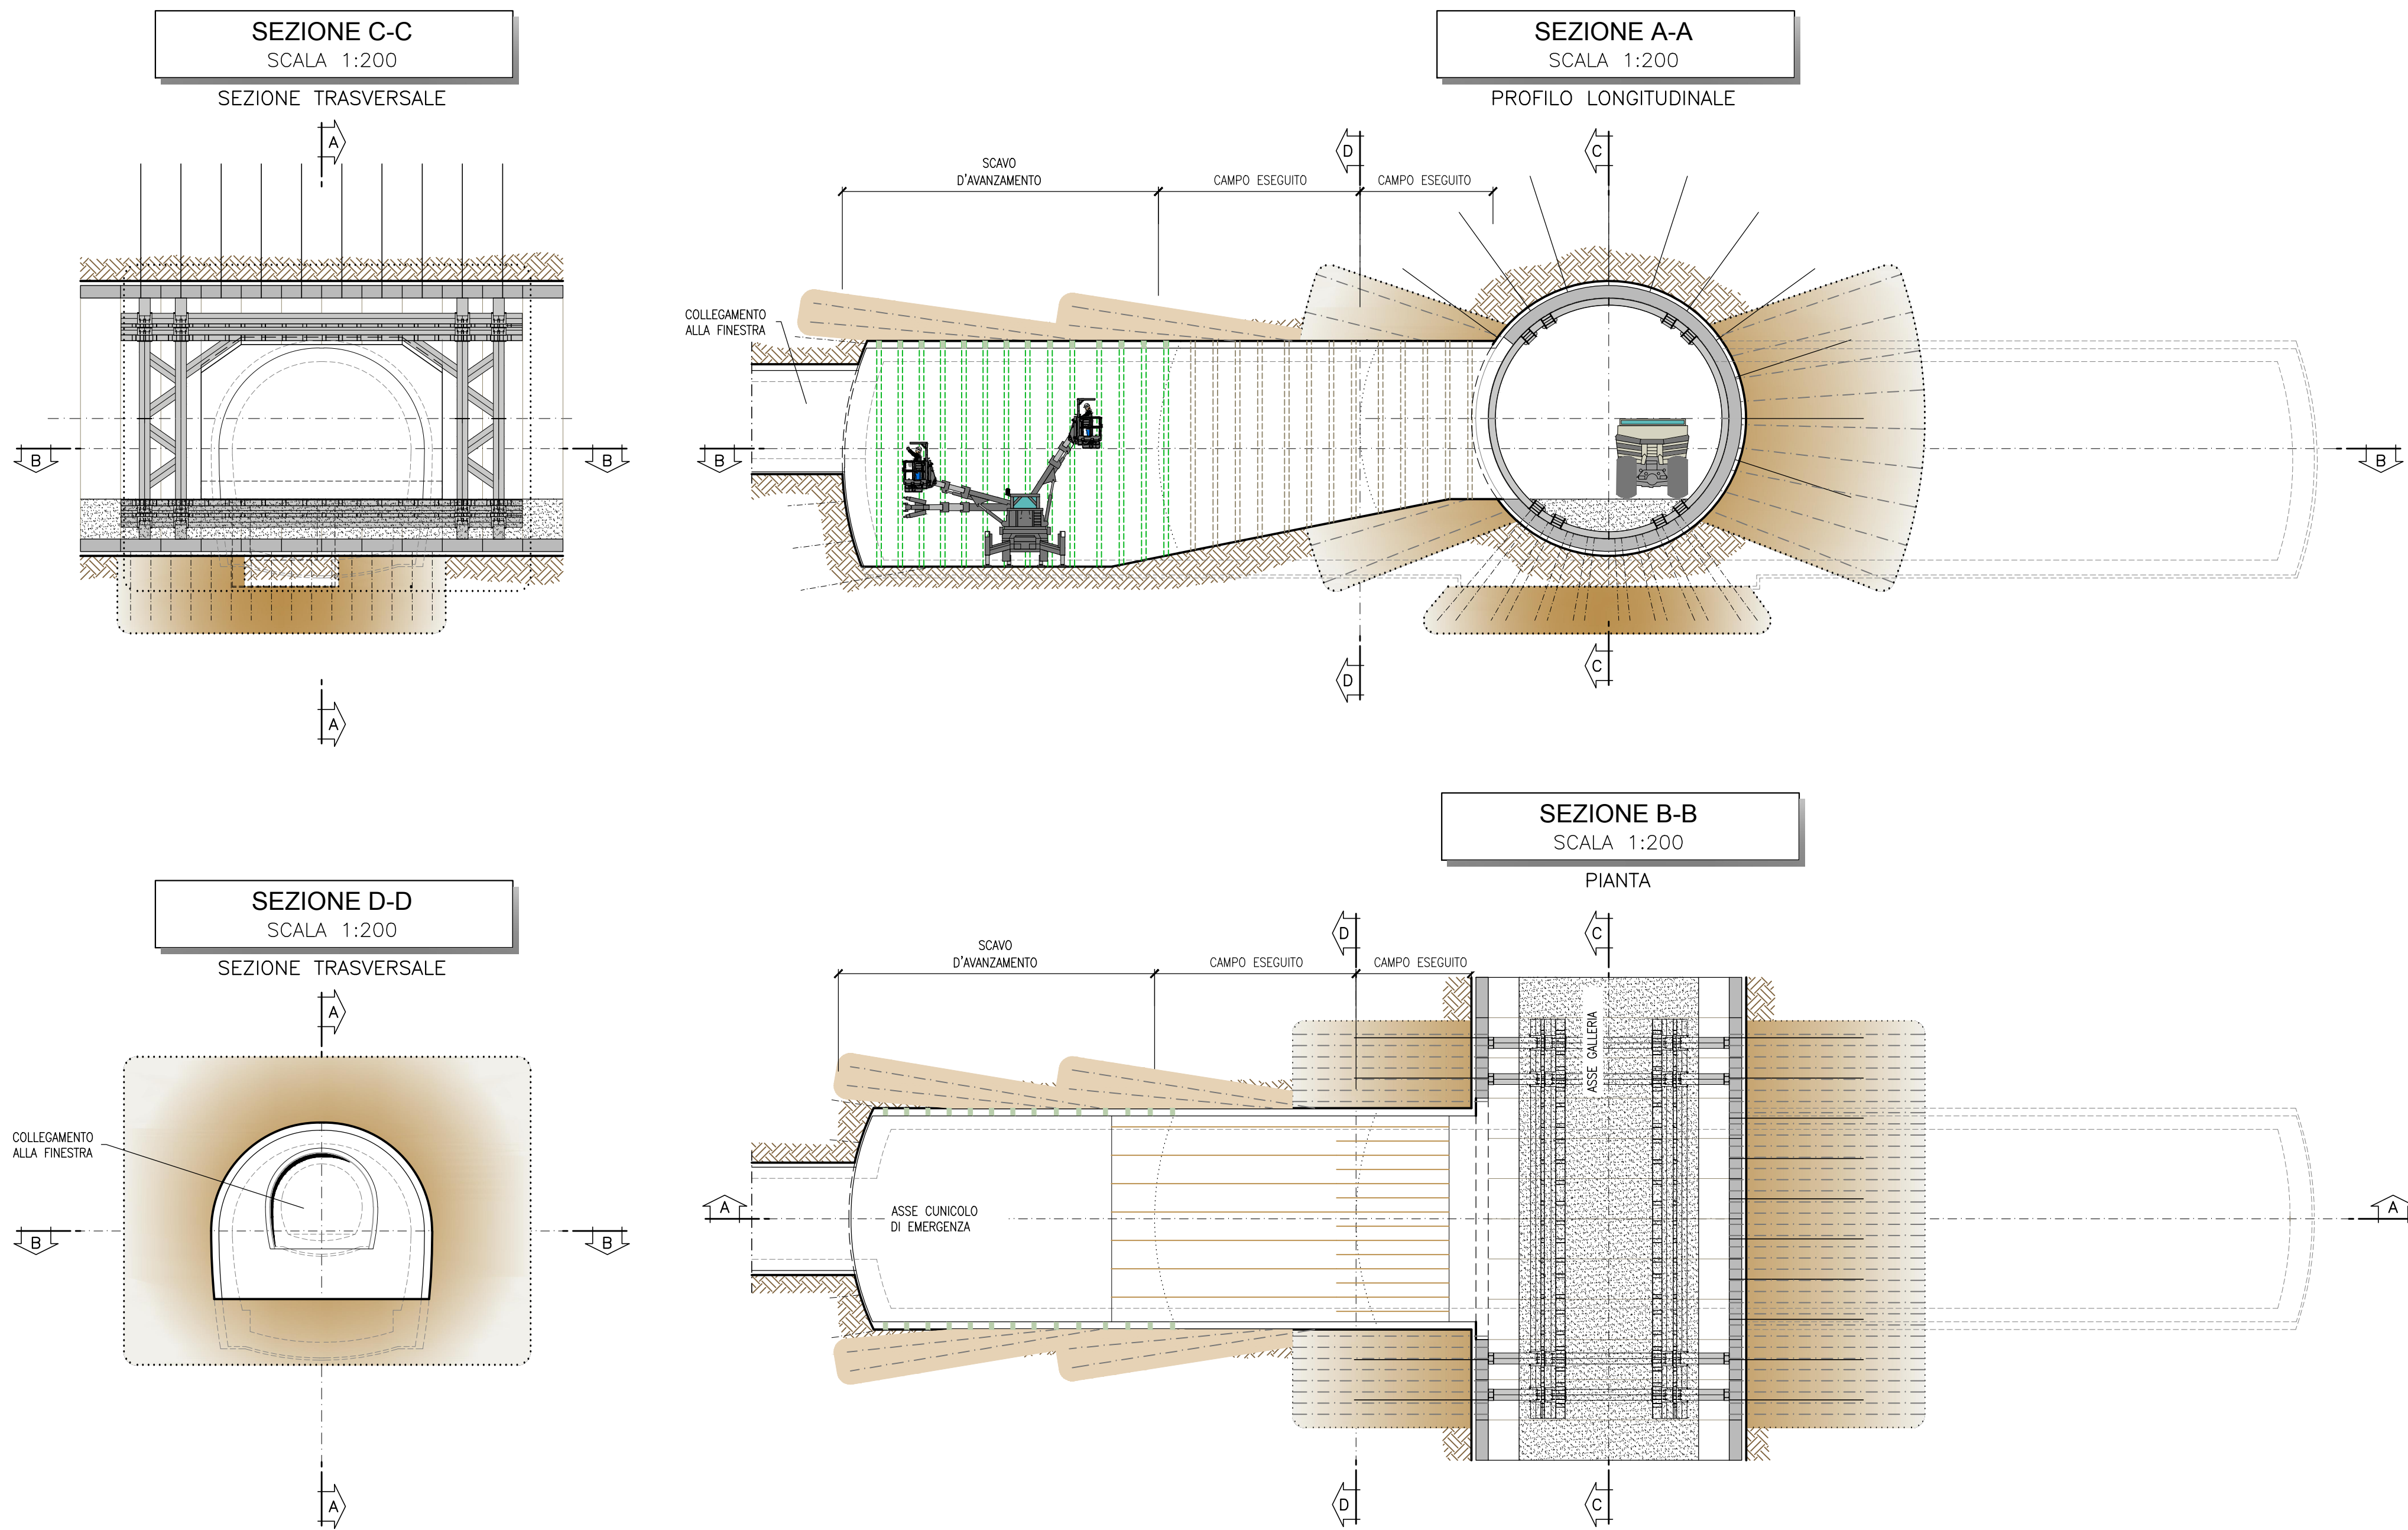 SEZIONE C-C
SCALA 1:200
SEZIONE TRASVERSALE
A
B
B
A
SEZIONE A-A
SCALA 1:200
PROFILO LONGITUDINALE
D
C
SCAVO
D'AVANZAMENTO
CAMPO ESEGUITO
CAMPO ESEGUITO
COLLEGAMENTO
ALLA FINESTRA
B
B
D
C
SEZIONE D-D
SCALA 1:200
SEZIONE TRASVERSALE
A
COLLEGAMENTO
ALLA FINESTRA
B
B
A
SEZIONE B-B
SCALA 1:200
PIANTA
D
C
SCAVO
D'AVANZAMENTO
CAMPO ESEGUITO
CAMPO ESEGUITO
ASSE GALLERIA
A
ASSE CUNICOLO
DI EMERGENZA
A
D
C